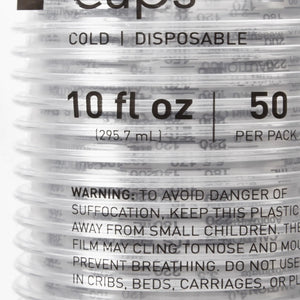 cups
COLD | DISPOSABLE
10 fl oz | 50
(295.7 mL) PER PACK
WARNING: TO AVOID DANGER OF
SUFFOCATION, KEEP THIS PLASTIC
AWAY FROM SMALL CHILDREN. THE
FILM MAY CLING TO NOSE AND MOU
PREVENT BREATHING. DO NOT USE
IN CRIBS, BEDS, CARRIAGES, OR P